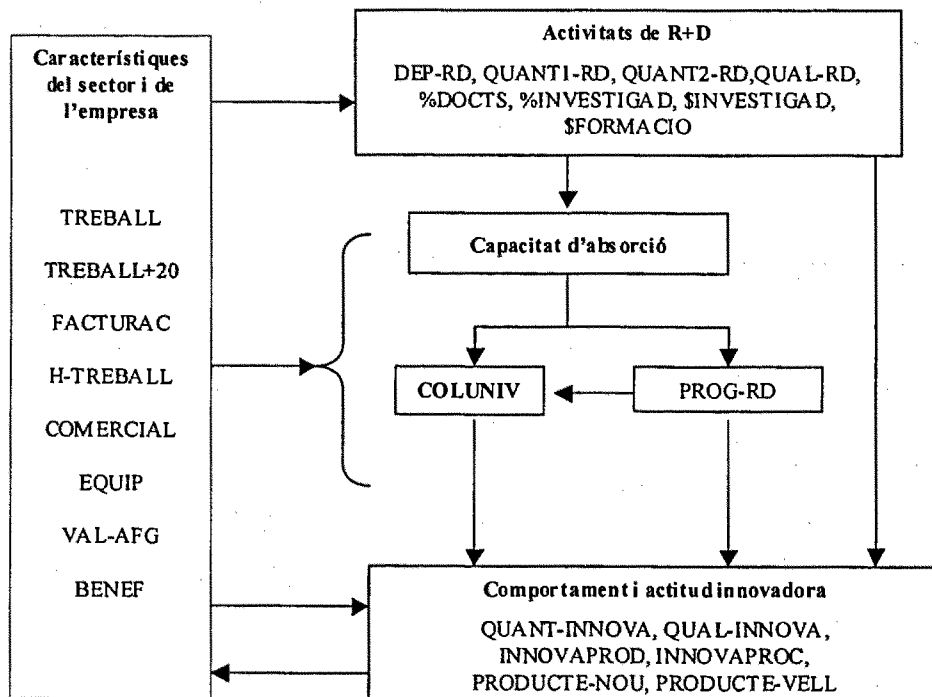 Característiques
del sector i de
l'empresa
TREBALL
TREBALL+20
FACTURAC
H-TREBALL
COMERCIAL
EQUIP
VAL-AFG
BENEF
Activitats de R+D
DEP-RD, QUANT1-RD, QUANT2-RD,QUAL-RD,
%DOCTS, %INVESTIGAD, $INVESTIGAD,
$FORMACIO
Capacitat d'absorció
COLUNIV
PROG-RD
Comportament i actitud innovadora
QUANT-INNOVA, QUAL-INNOVA,
INNOVAPROD, INNOVAPROC,
PRODUCTE-NOU, PRODUCTE-VELL